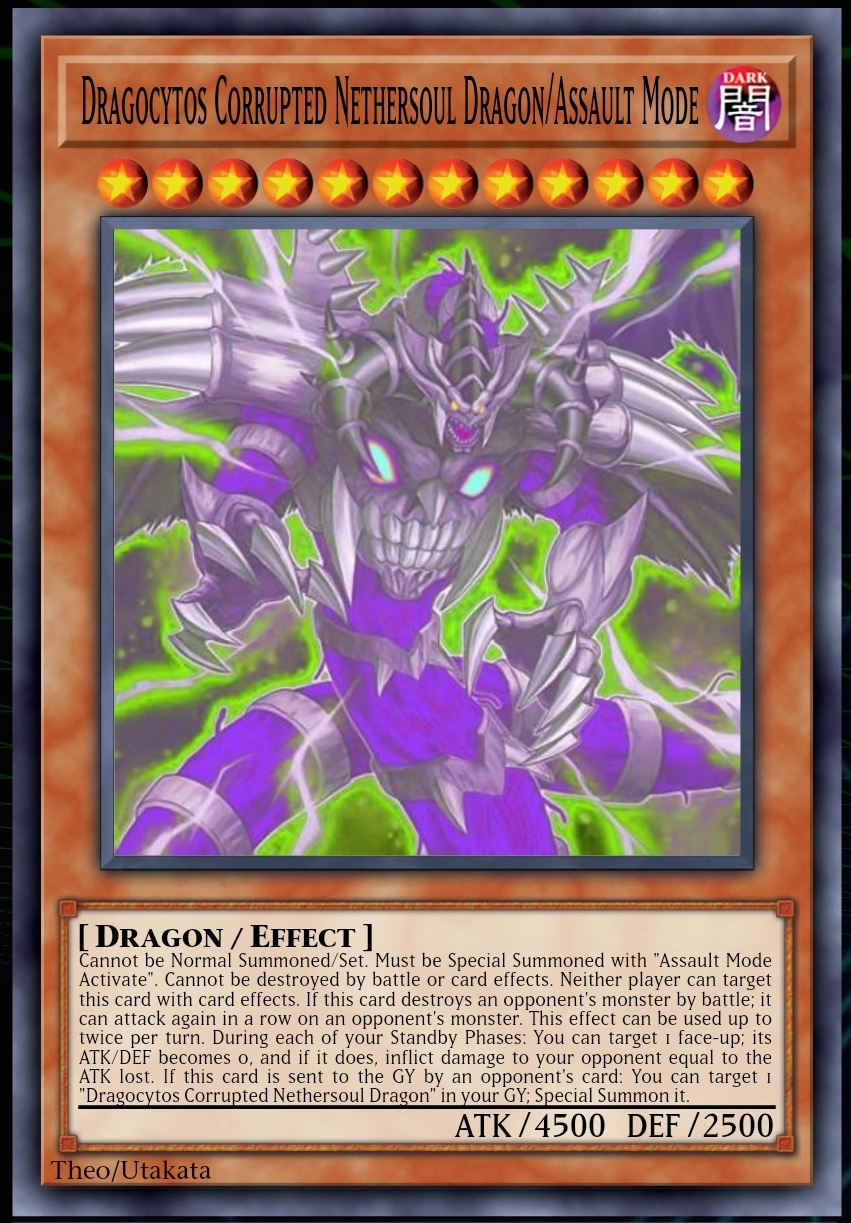 Dragocytos Corrupted Nethersoul Dragon/Assault Mode
DARK
闇
[ Dragon / Effect ]
Cannot be Normal Summoned/Set. Must be Special Summoned with "Assault Mode
Activate". Cannot be destroyed by battle or card effects. Neither player can target
this card with card effects. If this card destroys an opponent's monster by battle; it
can attack again in a row on an opponent's monster. This effect can be used up to
twice per turn. During each of your Standby Phases: You can target 1 face-up; its
ATK/DEF becomes 0, and if it does, inflict damage to your opponent equal to the
ATK lost. If this card is sent to the GY by an opponent's card: You can target 1
"Dragocytos Corrupted Nethersoul Dragon" in your GY; Special Summon it.
ATK/4500 DEF/2500
Theo/Utakata